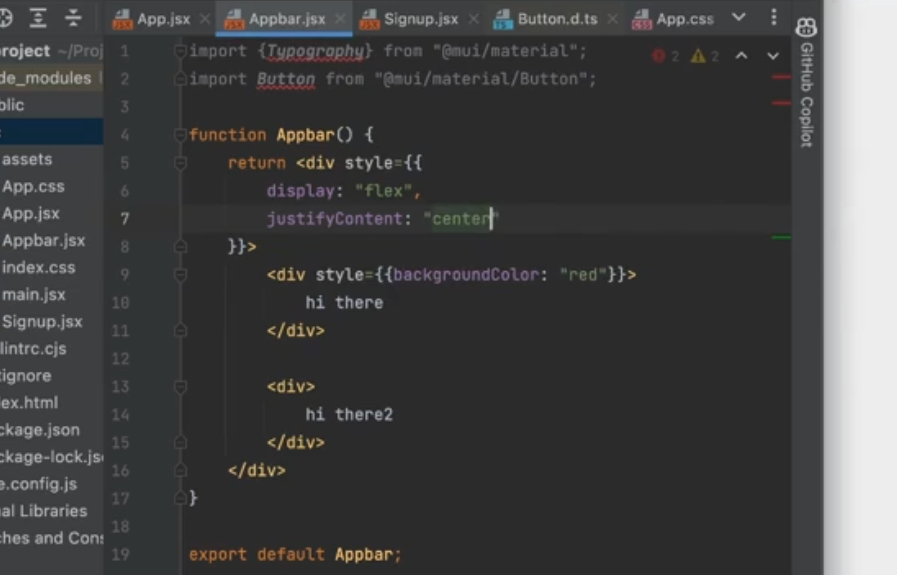 App.jsx
Appbar.jsx
Signup.jsx
Button.d.ts
App.css
roject ~/Proj
de_modules
blic
assets
App.css
App.jsx
Appbar.jsx
index.css
main.jsx
Signup.jsx
lintrc.cjs
tignore
ex.html
ckage.json
ckage-lock.js
e.config.js
nal Libraries
ches and Cons
1 import {Typography} from "@mui/material";
2 import Button from "@mui/material/Button";
3
4 function Appbar() {
5 return <div style={{
6 display: "flex",
7 justifyContent: "center"
8 }}>
9 <div style={{backgroundColor: "red"}}>
10 hi there
11 </div>
12
13 <div>
14 hi there2
15 </div>
16 </div>
17 }
18
19 export default Appbar;
2 2
GitHub Copilot